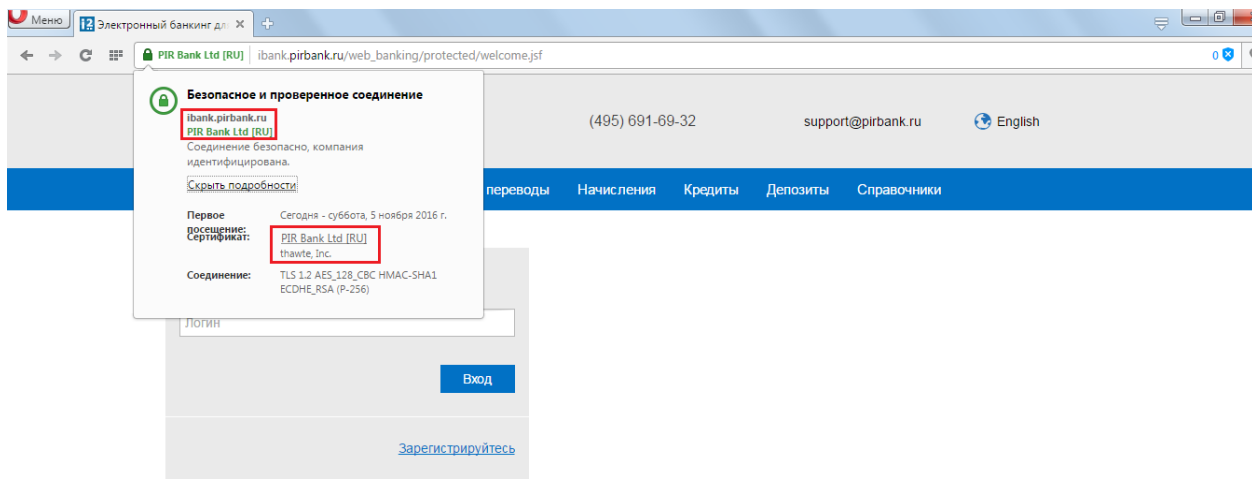 Меню
Электронный банкинг дл
PIR Bank Ltd [RU] ibank.pirbank.ru/web_banking/protected/welcome.jsf
0
Безопасное и проверенное соединение
ibank.pirbank.ru
PIR Bank Ltd [RU]
Соединение безопасно, компания
идентифицирована.
Скрыть подробности
Первое посещение: Сегодня - суббота, 5 ноября 2016 г.
Сертификат: PIR Bank Ltd [RU]
thawte, Inc.
Соединение: TLS 1.2 AES_128_CBC HMAC-SHA1
ECDHE_RSA (P-256)
(495) 691-69-32 support@pirbank.ru English
переводы Начисления Кредиты Депозиты Справочники
Логин
Вход
Зарегистрируйтесь